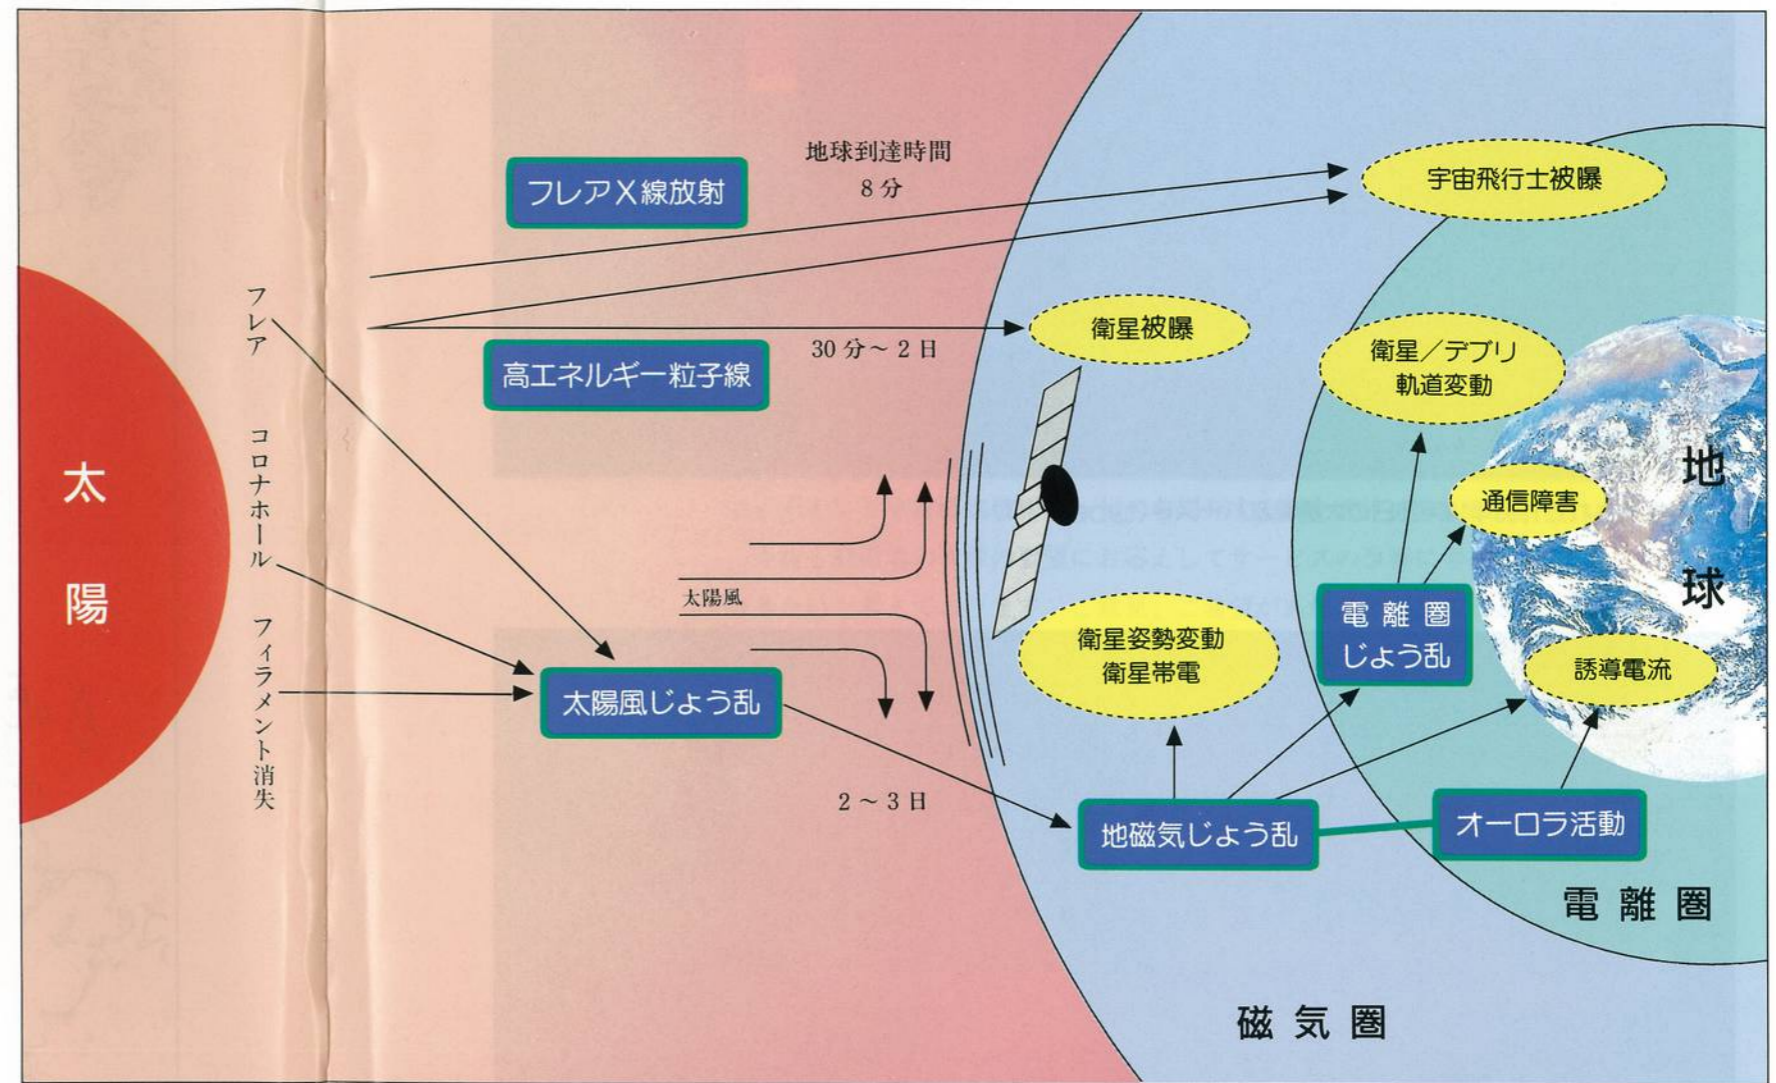 太陽
フレア
コロナホール
フィラメント消失
フレアX線放射
地球到達時間
8分
宇宙飛行士被曝
高エネルギー粒子線
30分～2日
衛星被曝
衛星／デブリ
軌道変動
通信障害
地球
太陽風
太陽風じょう乱
2～3日
衛星姿勢変動
衛星帯電
電離圏
じょう乱
誘導電流
地磁気じょう乱
オーロラ活動
電離圏
磁気圏